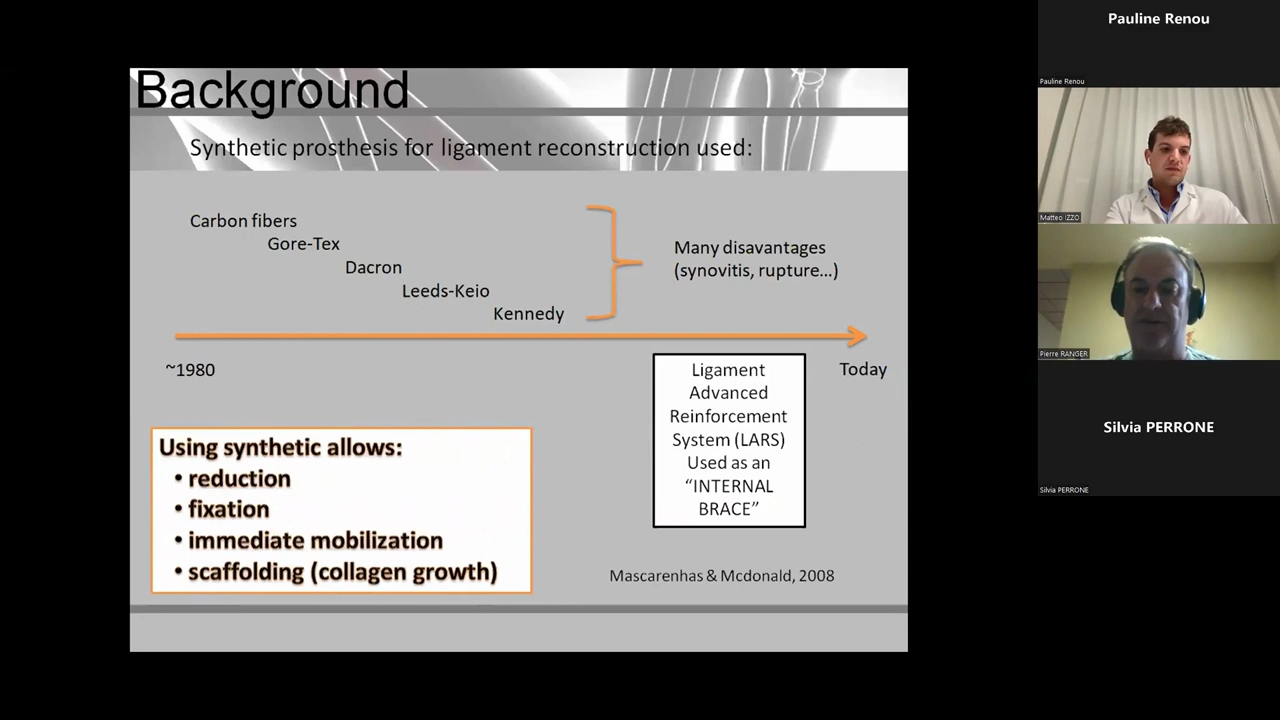 Background
Synthetic prosthesis for ligament reconstruction used:
Carbon fibers
Gore-Tex
Dacron
Leeds-Keio
Kennedy
Many disavantages
(synovitis, rupture...)
~1980
Today
Ligament
Advanced
Reinforcement
System (LARS)
Used as an
“INTERNAL
BRACE”
Using synthetic allows:
• reduction
• fixation
• immediate mobilization
• scaffolding (collagen growth)
Mascarenhas & Mcdonald, 2008
Pauline Renou
Pauline Renou
Matteo IZZO
Pierre RANGER
Silvia PERRONE
Silvia PERRONE